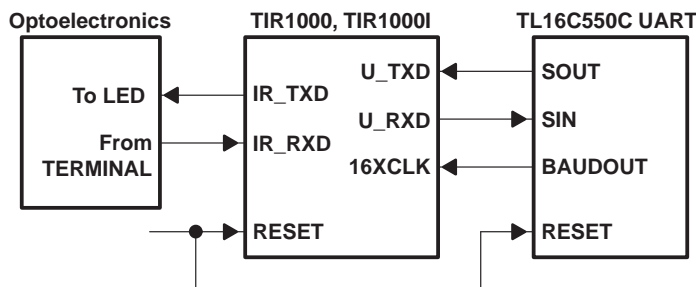 Optoelectronics
TIR1000, TIR1000I
TL16C550C UART
To LED
From
TERMINAL
IR_TXD
IR_RXD
RESET
U_TXD
U_RXD
16XCLK
SOUT
SIN
BAUDOUT
RESET